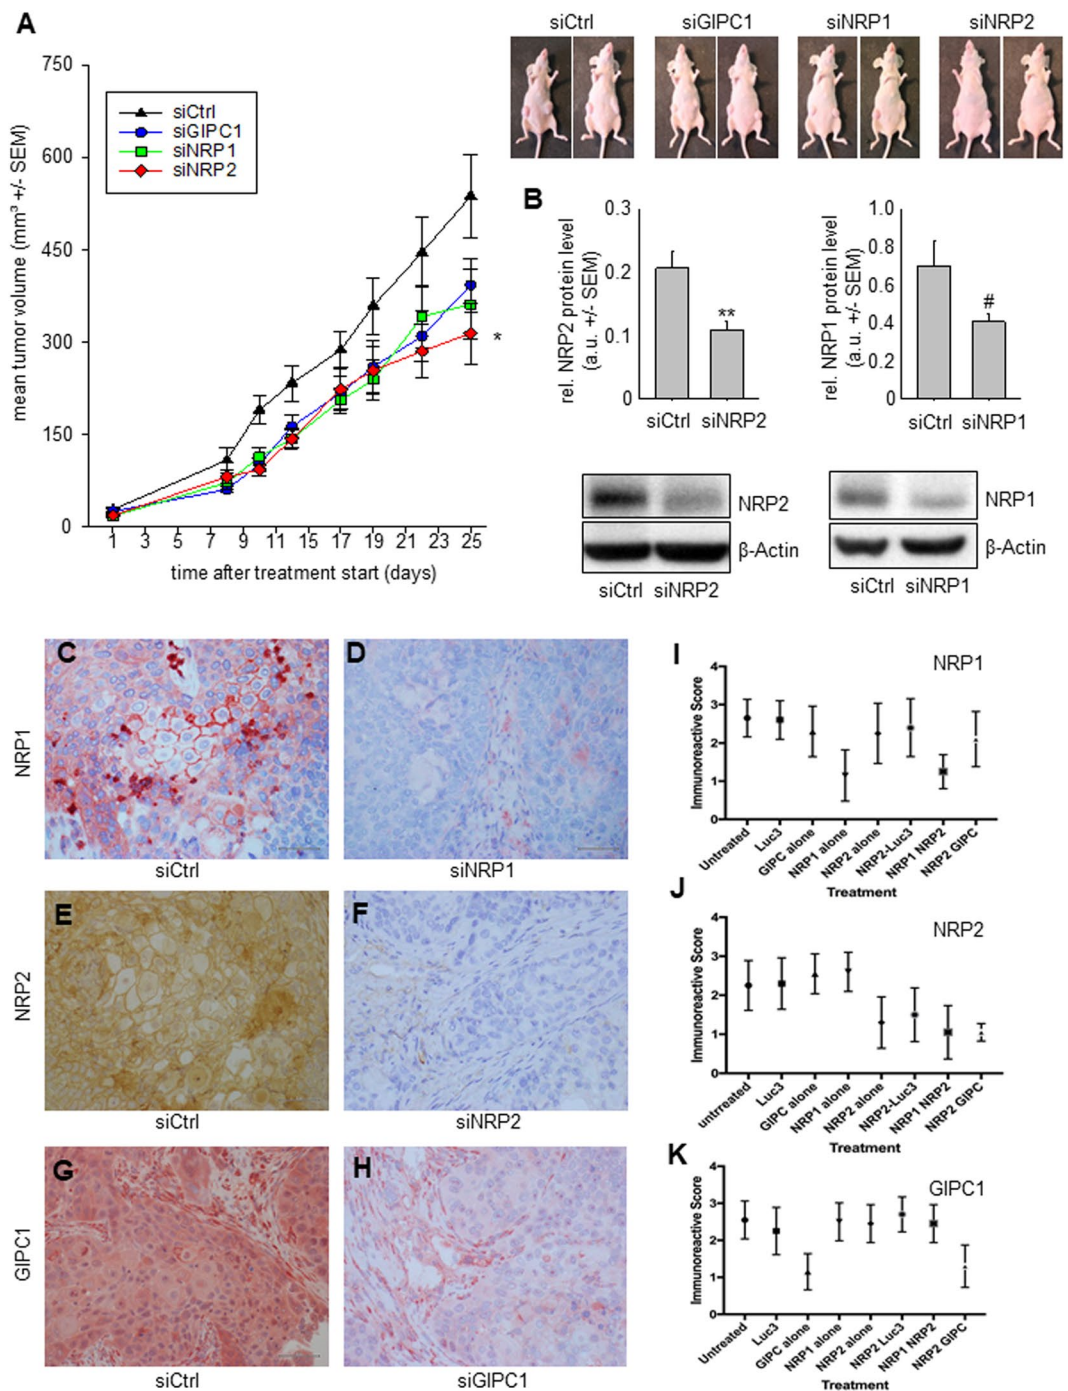 A
siCtrl siGIPC1 siNRP1 siNRP2
750
600
450
300
150
0
mean tumor volume (mm³ +/- SEM)
siCtrl
siGIPC1
siNRP1
siNRP2
*
1 3 5 7 9 11 13 15 17 19 21 23 25
time after treatment start (days)
B
rel. NRP2 protein level
(a.u. +/- SEM)
0.3
0.2
0.1
0
**
siCtrl siNRP2
rel. NRP1 protein level
(a.u. +/- SEM)
1.0
0.8
0.6
0.4
0.2
0
#
siCtrl siNRP1
NRP2
β-Actin
siCtrl siNRP2
NRP1
β-Actin
siCtrl siNRP1
C
D
NRP1
siCtrl
siNRP1
E
F
NRP2
siCtrl
siNRP2
G
H
GIPC1
siCtrl
siGIPC1
I
NRP1
Immunoreactive Score
4
3
2
1
0
Untreated
Luc3
GIPC alone
NRP1 alone
NRP2 alone
NRP2-Luc3
NRP1 NRP2
NRP2 GIPC
Treatment
J
NRP2
Immunoreactive Score
4
3
2
1
0
untrreated
Luc3
GIPC alone
NRP1 alone
NRP2 alone
NRP2-Luc3
NRP1 NRP2
NRP2 GIPC
Treatment
K
GIPC1
Immunoreactive Score
4
3
2
1
0
Untreated
Luc3
GIPC alone
NRP1 alone
NRP2 alone
NRP2 Luc3
NRP1 NRP2
NRP2 GIPC
Treatment